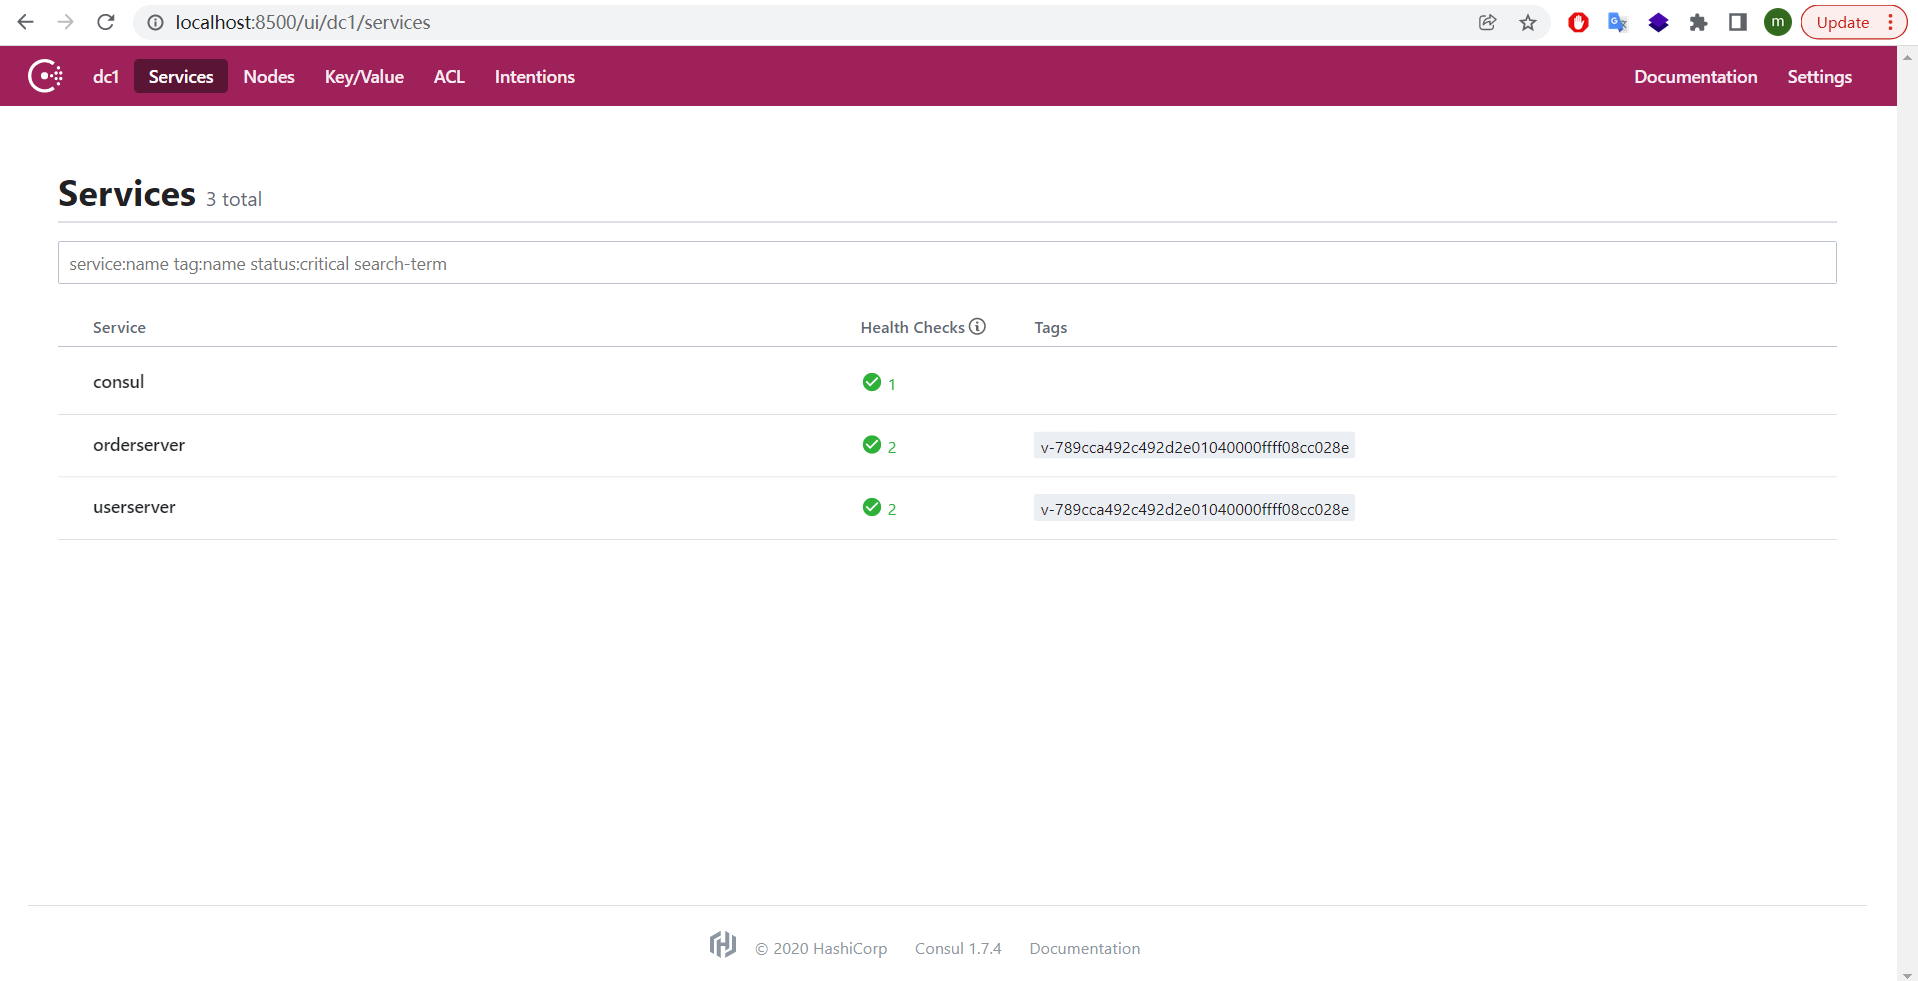 localhost:8500/ui/dc1/services
m
Update
dc1 Services Nodes Key/Value ACL Intentions Documentation Settings
Services 3 total
service:name tag:name status:critical search-term
Service Health Checks Tags
consul 1
orderserver 2 v-789cca492c492d2e01040000ffff08cc028e
userserver 2 v-789cca492c492d2e01040000ffff08cc028e
© 2020 HashiCorp Consul 1.7.4 Documentation